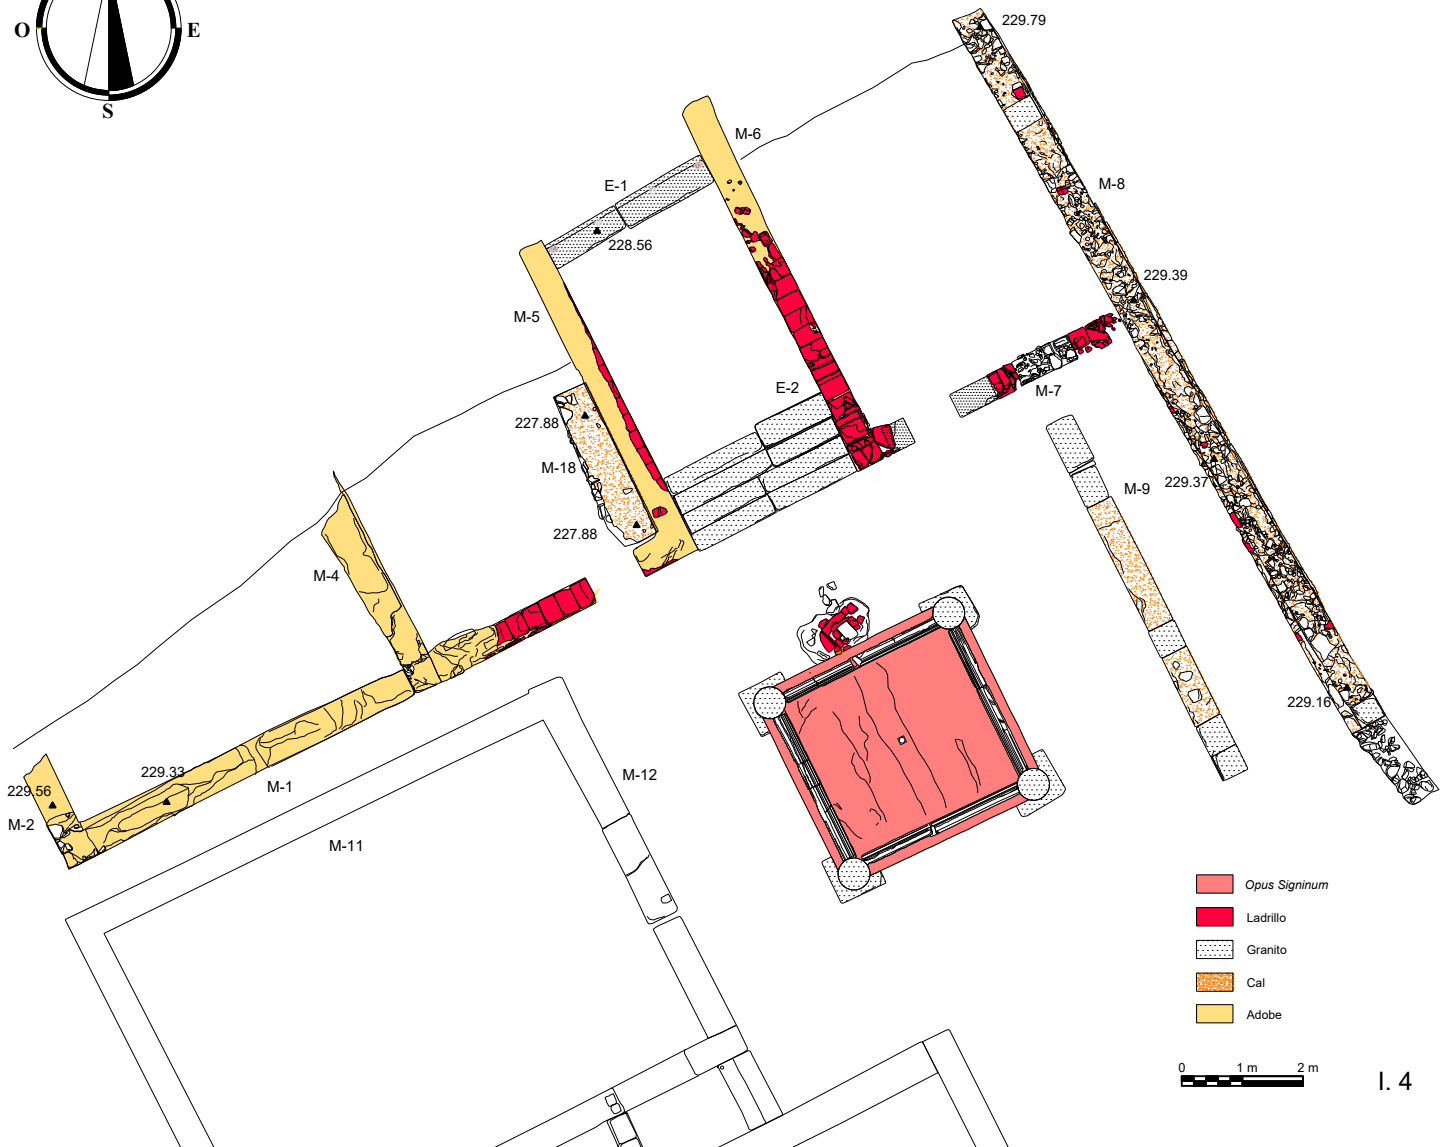 O E
S
229.79
M-6
E-1
M-8
228.56
229.39
M-5
E-2
M-7
227.88
M-18
229.37
M-9
227.88
M-4
229.16
229.33
M-12
229.56
M-1
M-2
M-11
Opus Signinum
Ladrillo
Granito
Cal
Adobe
0 1 m 2 m
I. 4